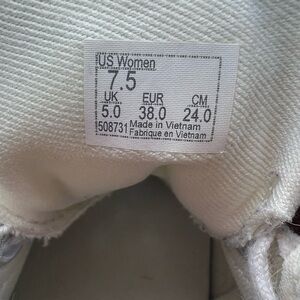 US Women
7.5
UK EUR CM
5.0 38.0 24.0
508731 Made in Vietnam
Fabrique en Vietnam